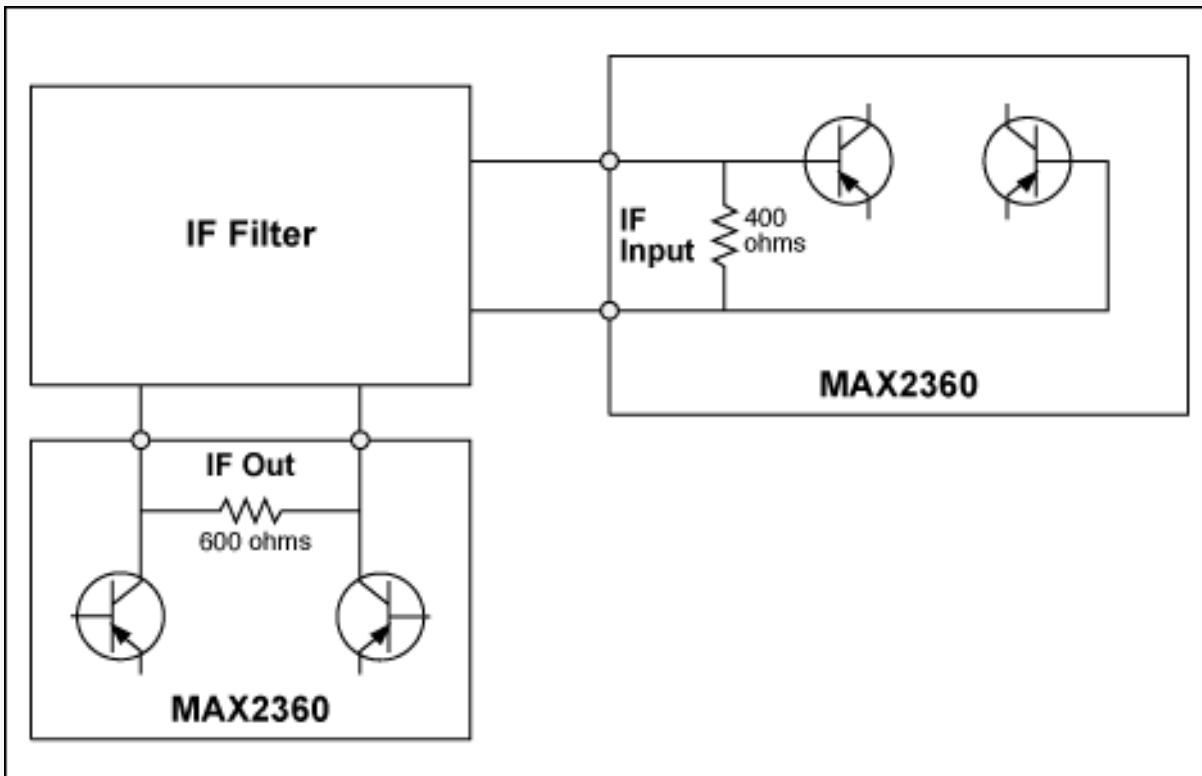 IF Filter
IF
Input
400
ohms
MAX2360
IF Out
600 ohms
MAX2360